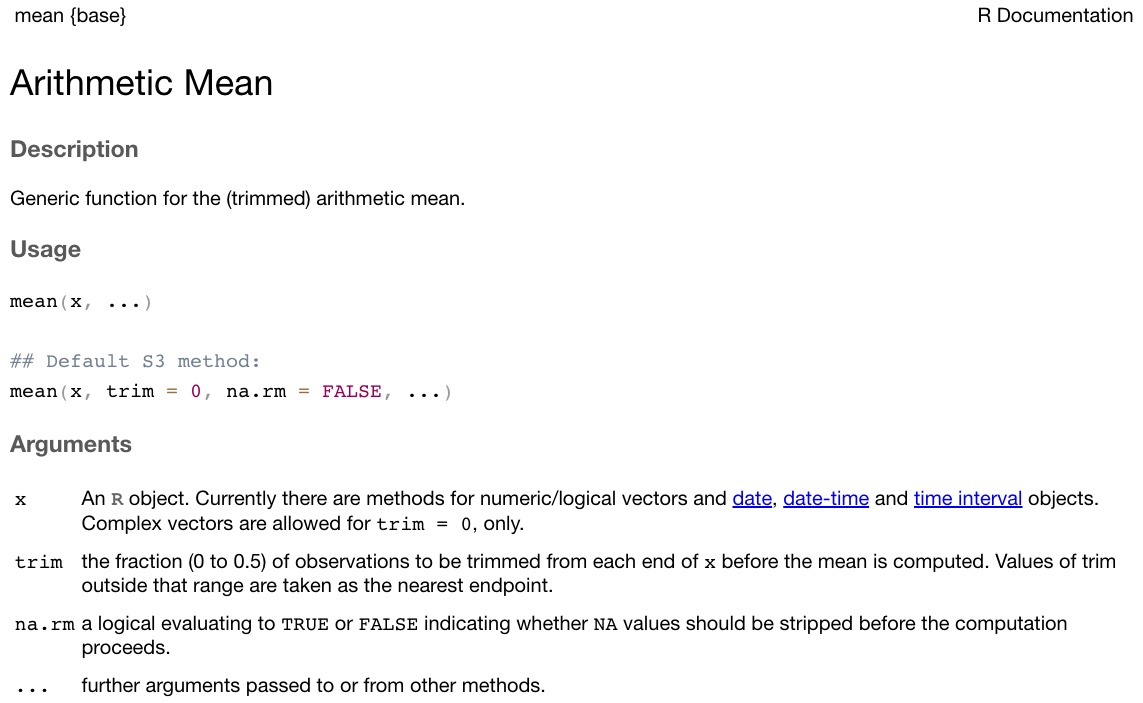 mean {base} R Documentation
Arithmetic Mean
Description
Generic function for the (trimmed) arithmetic mean.
Usage
mean(x, ...)
## Default S3 method:
mean(x, trim = 0, na.rm = FALSE, ...)
Arguments
x An R object. Currently there are methods for numeric/logical vectors and date, date-time and time interval objects.
Complex vectors are allowed for trim = 0, only.
trim the fraction (0 to 0.5) of observations to be trimmed from each end of x before the mean is computed. Values of trim
outside that range are taken as the nearest endpoint.
na.rm a logical evaluating to TRUE or FALSE indicating whether NA values should be stripped before the computation
proceeds.
... further arguments passed to or from other methods.